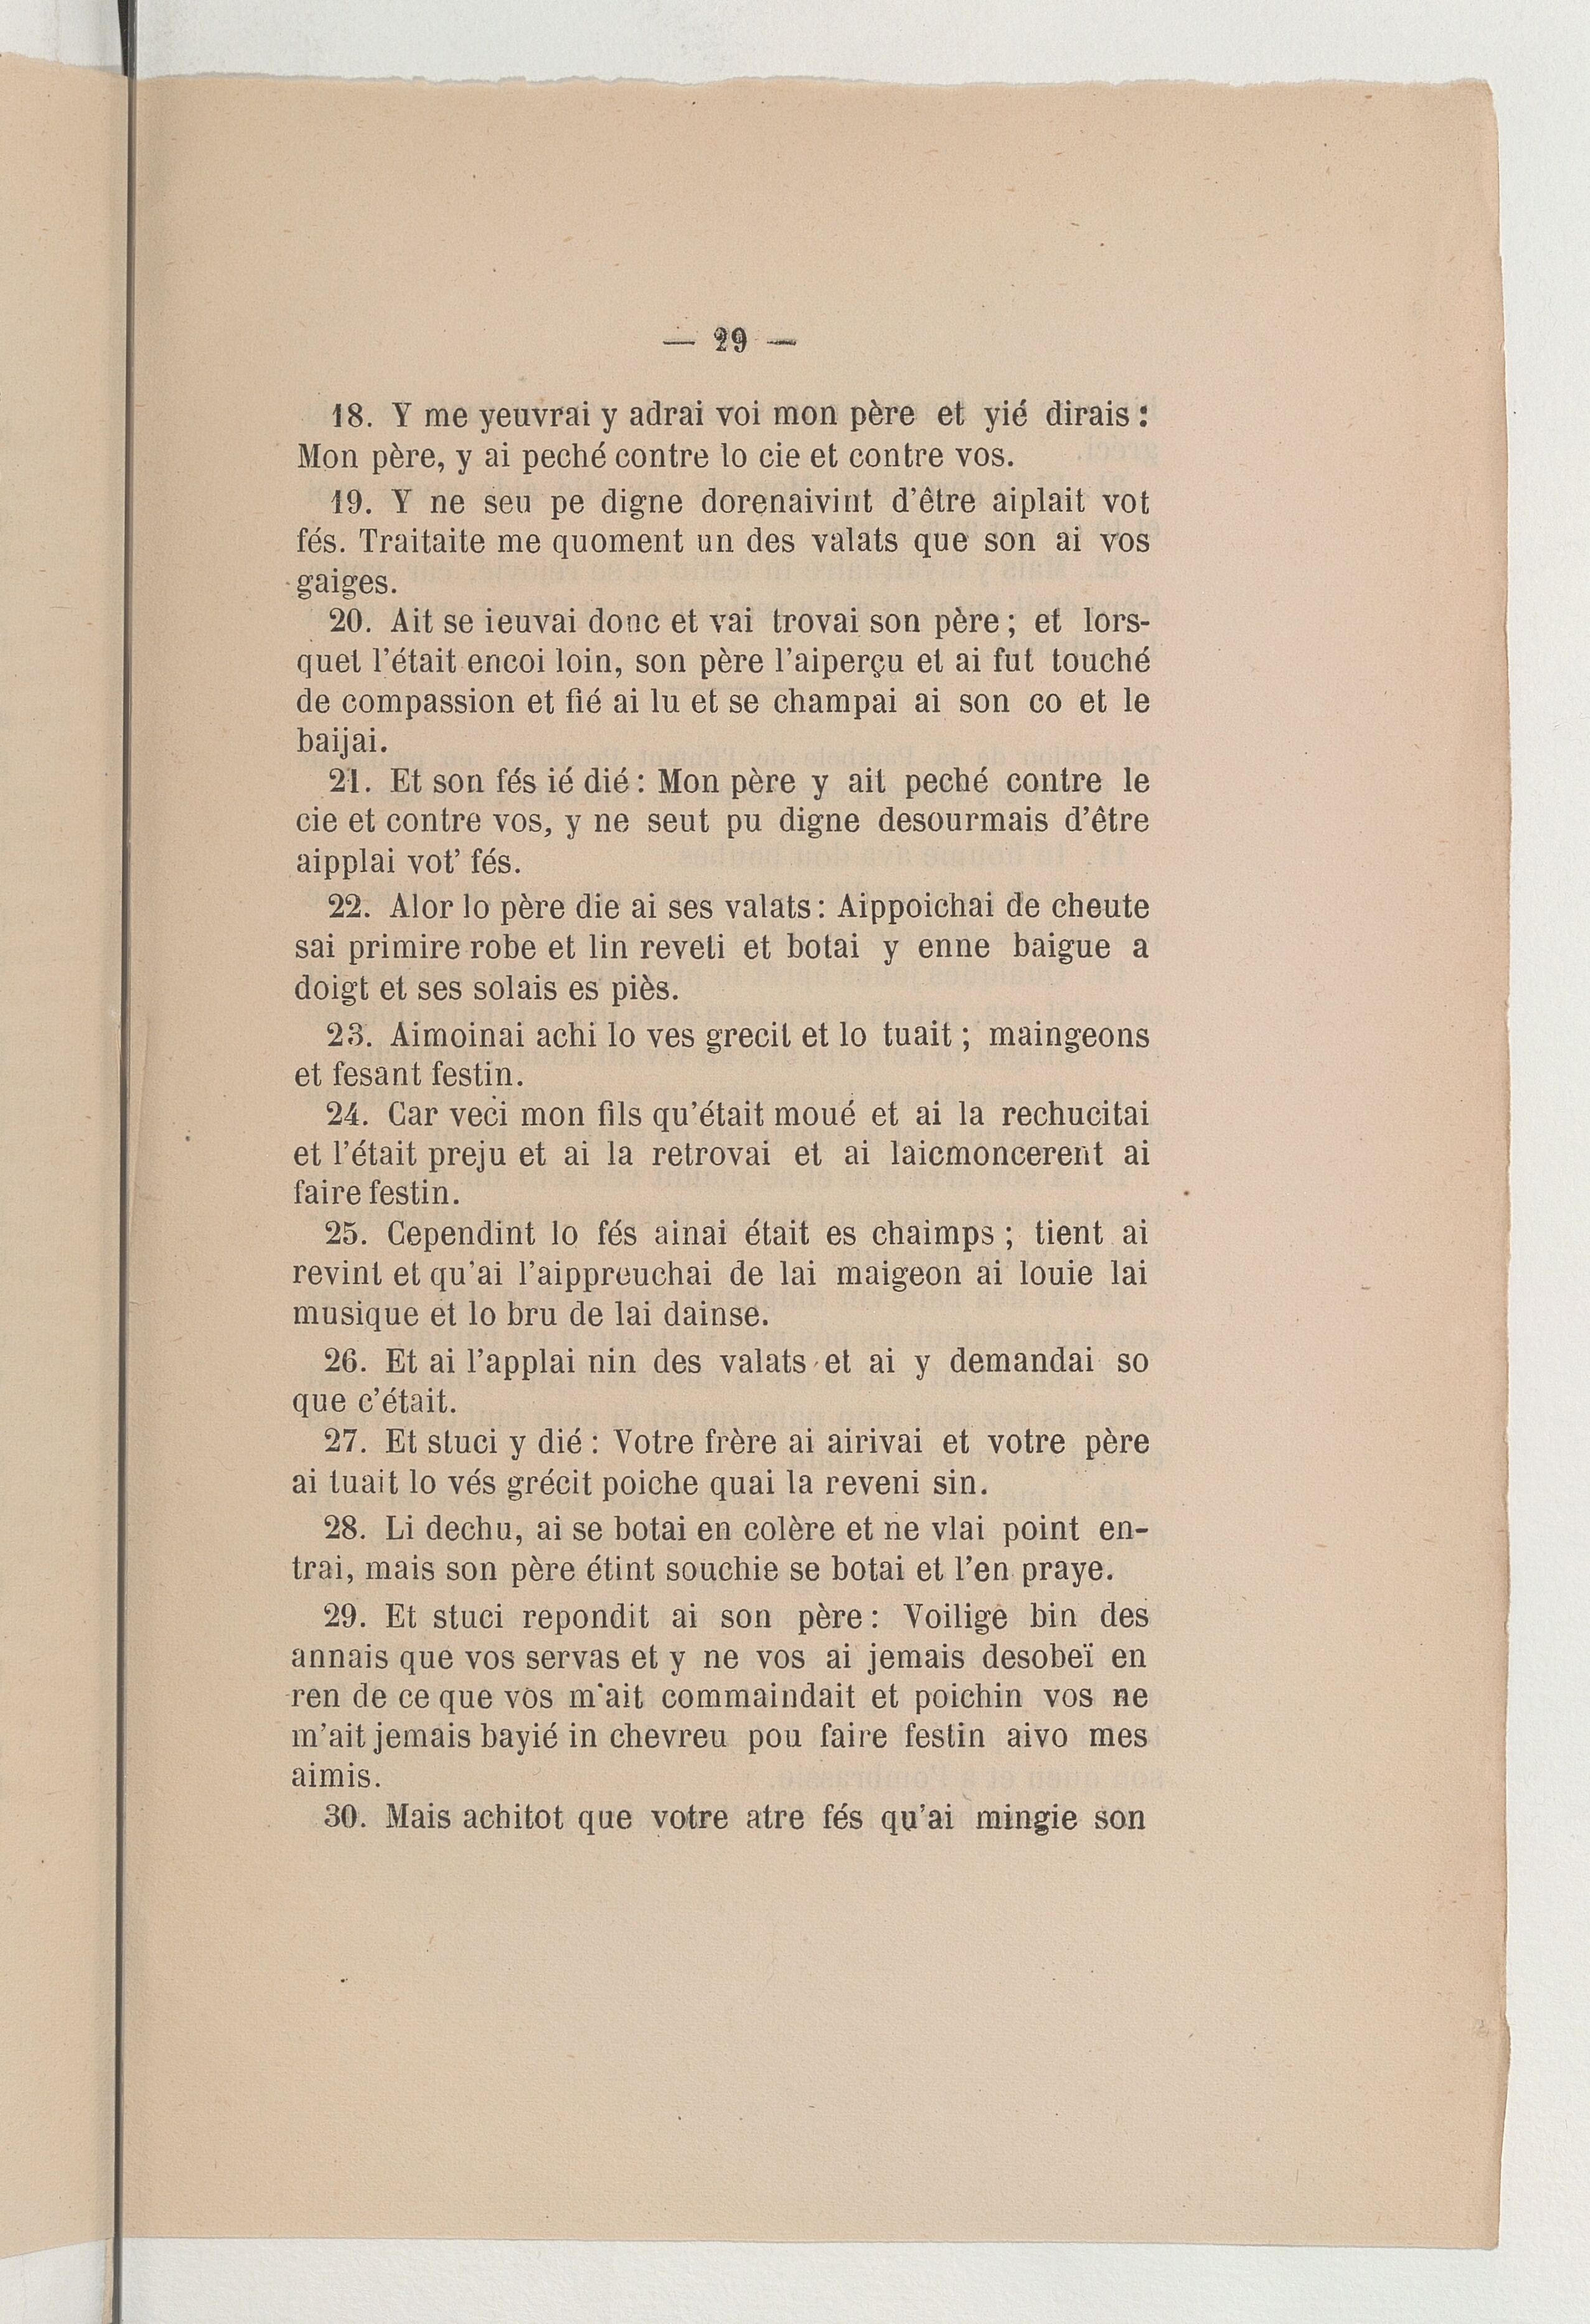 — 29 —
18. Y me yeuvrai y adrai voi mon père et yié dirais :
Mon père, y ai peché contre lo cie et contre vos.
19. Y ne seu pe digne dorenaivint d'être aiplait vot
fés. Traitaite me quoment un des valats que son ai vos
gaiges.
20. Ait se ieuvai donc et vai trovai son père ; et lors-
quet l'était encoi loin, son père l'aiperçu et ai fut touché
de compassion et fié ai lu et se champai ai son co et le
baijai.
21. Et son fés ié dié : Mon père y ait peché contre le
cie et contre vos, y ne seut pu digne desourmais d'être
aipplai vot' fés.
22. Alor lo père die ai ses valats : Aippoichai de cheute
sai primire robe et lin reveti et botai y enne baigue a
doigt et ses solais es piès.
23. Aimoinai achi lo ves grecit et lo tuait ; maingeons
et fesant festin.
24. Car veci mon fils qu'était moué et ai la rechucitai
et l'était preju et ai la retrovai et ai laicmoncerent ai
faire festin.
25. Cependint lo fés ainai était es chaimps ; tient ai
revint et qu'ai l'aippreuchai de lai maigeon ai louie lai
musique et lo bru de lai dainse.
26. Et ai l'applai nin des valats et ai y demandai so
que c'était.
27. Et stuci y dié : Votre frère ai airivai et votre père
ai tuait lo vés grécit poiche quai la reveni sin.
28. Li dechu, ai se botai en colère et ne vlai point en-
trai, mais son père étint souchie se botai et l'en praye.
29. Et stuci repondit ai son père : Voilige bin des
annais que vos servas et y ne vos ai jemais desobeï en
ren de ce que vos m'ait commaindait et poichin vos ne
m'ait jemais bayié in chevreu pou faire festin aivo mes
aimis.
30. Mais achitot que votre atre fés qu'ai mingie son